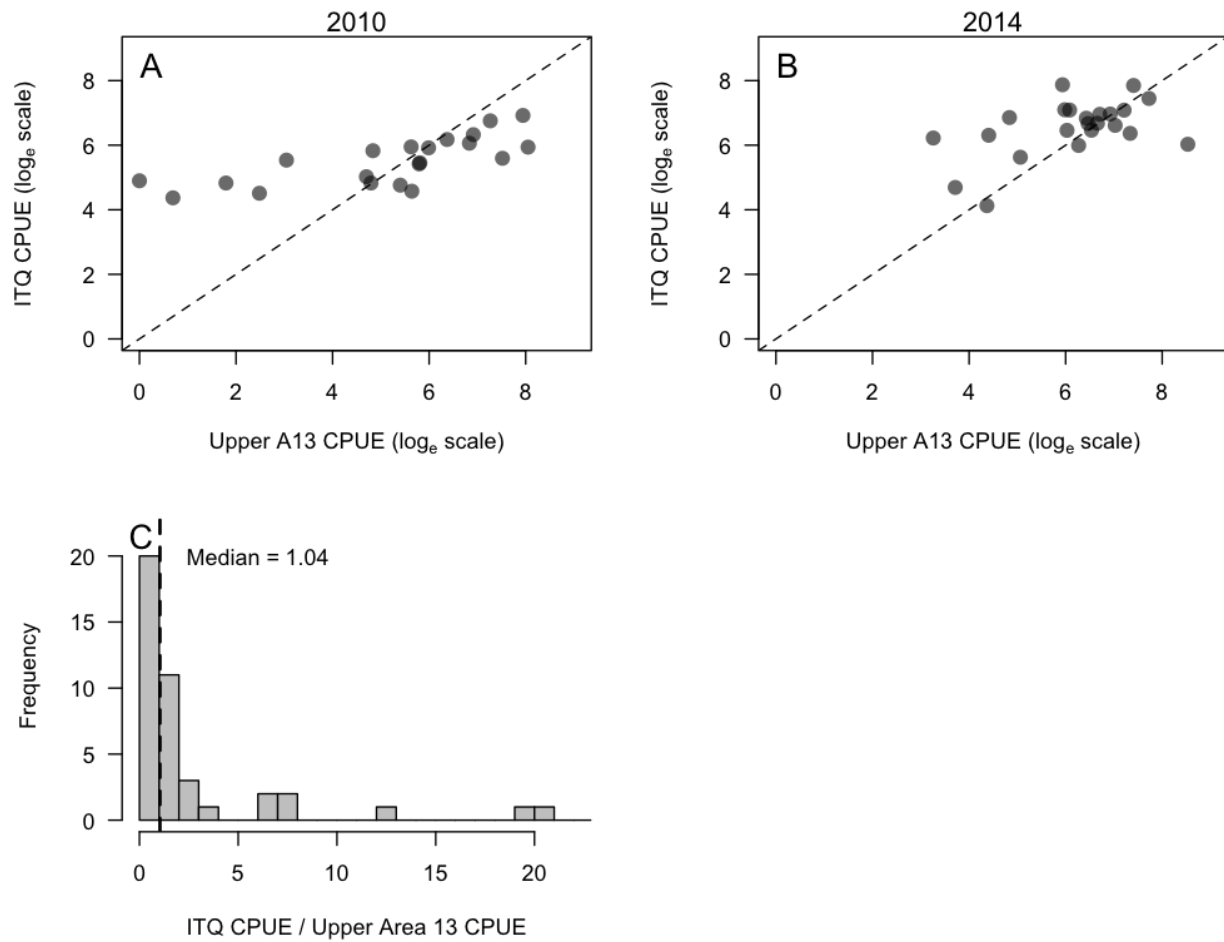 2010
A
ITQ CPUE (logₑ scale)
8
6
4
2
0
0 2 4 6 8
Upper A13 CPUE (logₑ scale)
2014
B
ITQ CPUE (logₑ scale)
8
6
4
2
0
0 2 4 6 8
Upper A13 CPUE (logₑ scale)
C
Median = 1.04
Frequency
20
15
10
5
0
0 5 10 15 20
ITQ CPUE / Upper Area 13 CPUE